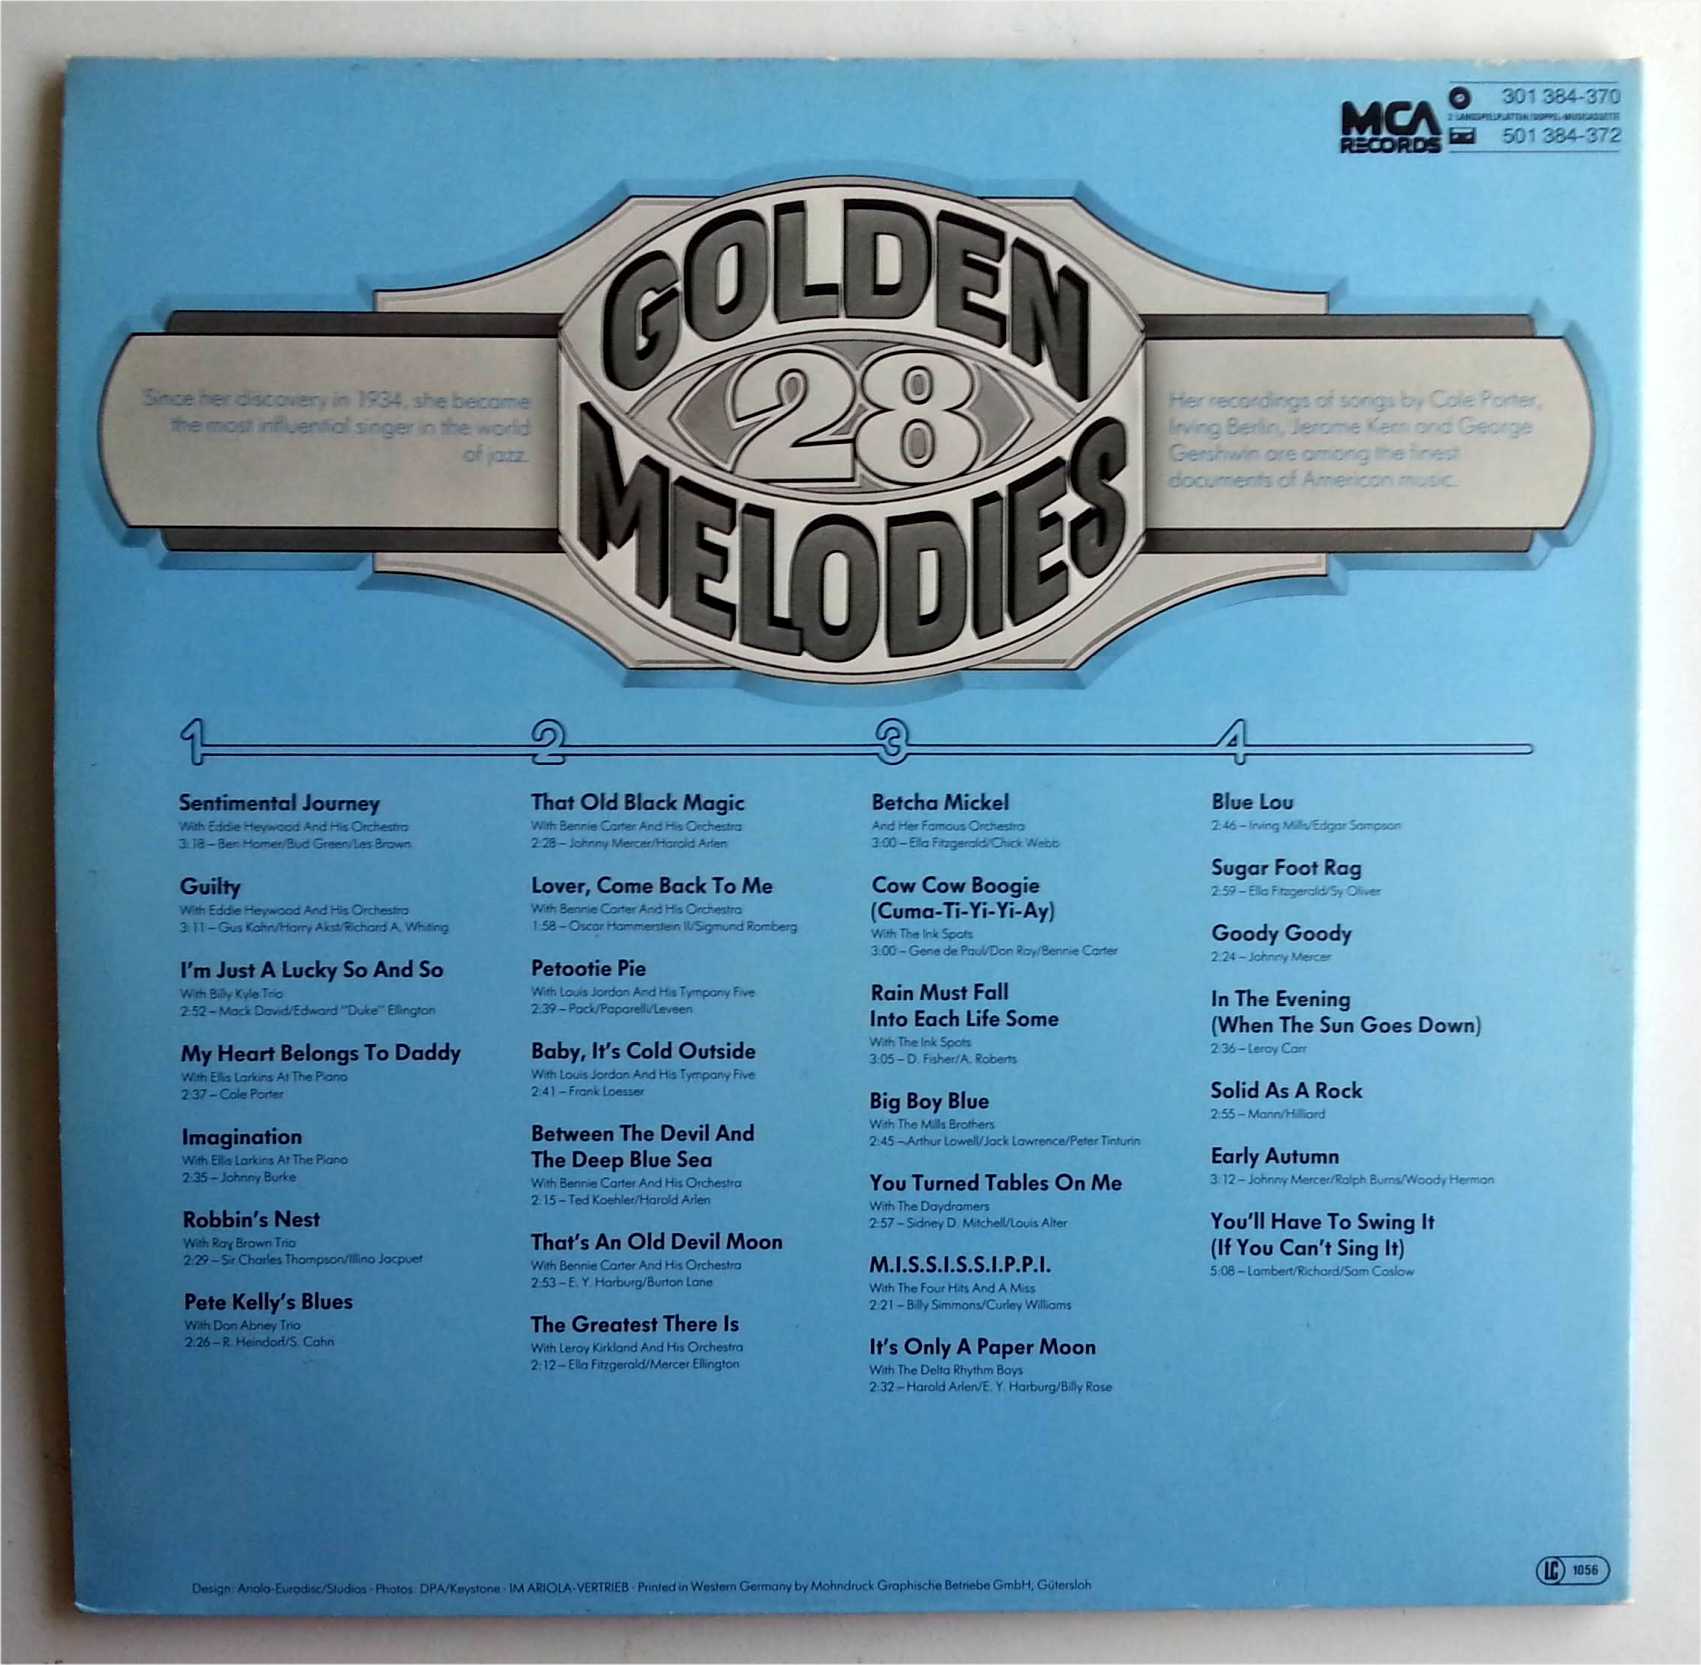 MCA
RECORDS
301 384-370
2 LANGSPIELPLATTEN/DOPPEL-MUSICASSETTE
501 384-372
GOLDEN
28
MELODIES
Since her discovery in 1934, she became
the most influential singer in the world
of jazz.
Her recordings of songs by Cole Porter,
Irving Berlin, Jerome Kern and George
Gershwin are among the finest
documents of American music.
1
Sentimental Journey
With Eddie Heywood And His Orchestra
3:18 – Ben Homer/Bud Green/Les Brown
Guilty
With Eddie Heywood And His Orchestra
3:11 – Gus Kahn/Harry Akst/Richard A. Whiting
I'm Just A Lucky So And So
With Billy Kyle Trio
2:52 – Mack David/Edward "Duke" Ellington
My Heart Belongs To Daddy
With Ellis Larkins At The Piano
2:37 – Cole Porter
Imagination
With Ellis Larkins At The Piano
2:35 – Johnny Burke
Robbin's Nest
With Ray Brown Trio
2:29 – Sir Charles Thompson/Illino Jacquet
Pete Kelly's Blues
With Don Abney Trio
2:26 – R. Heindorf/S. Cahn
2
That Old Black Magic
With Bennie Carter And His Orchestra
2:28 – Johnny Mercer/Harold Arlen
Lover, Come Back To Me
With Bennie Carter And His Orchestra
1:58 – Oscar Hammerstein II/Sigmund Romberg
Petootie Pie
With Louis Jordan And His Tympany Five
2:39 – Pack/Paparelli/Leveen
Baby, It's Cold Outside
With Louis Jordan And His Tympany Five
2:41 – Frank Loesser
Between The Devil And
The Deep Blue Sea
With Bennie Carter And His Orchestra
2:15 – Ted Koehler/Harold Arlen
That's An Old Devil Moon
With Bennie Carter And His Orchestra
2:53 – E. Y. Harburg/Burton Lane
The Greatest There Is
With Leroy Kirkland And His Orchestra
2:12 – Ella Fitzgerald/Mercer Ellington
3
Betcha Mickel
And Her Famous Orchestra
3:00 – Ella Fitzgerald/Chick Webb
Cow Cow Boogie
(Cuma-Ti-Yi-Yi-Ay)
With The Ink Spots
3:00 – Gene de Paul/Don Ray/Bennie Carter
Rain Must Fall
Into Each Life Some
With The Ink Spots
3:05 – D. Fisher/A. Roberts
Big Boy Blue
With The Mills Brothers
2:45 – Arthur Lowell/Jack Lawrence/Peter Tinturin
You Turned Tables On Me
With The Daydramers
2:57 – Sidney D. Mitchell/Louis Alter
M.I.S.S.I.S.S.I.P.P.I.
With The Four Hits And A Miss
2:21 – Billy Simmons/Curley Williams
It's Only A Paper Moon
With The Delta Rhythm Boys
2:32 – Harold Arlen/E. Y. Harburg/Billy Rose
4
Blue Lou
2:46 – Irving Mills/Edgar Sampson
Sugar Foot Rag
2:59 – Ella Fitzgerald/Sy Oliver
Goody Goody
2:24 – Johnny Mercer
In The Evening
(When The Sun Goes Down)
2:36 – Leroy Carr
Solid As A Rock
2:55 – Mann/Hilliard
Early Autumn
3:12 – Johnny Mercer/Ralph Burns/Woody Herman
You'll Have To Swing It
(If You Can't Sing It)
5:08 – Lambert/Richard/Sam Coslow
LC 1056
Design: Ariola-Eurodisc/Studios · Photos: DPA/Keystone · IM ARIOLA-VERTRIEB · Printed in Western Germany by Mohndruck Graphische Betriebe GmbH, Gütersloh